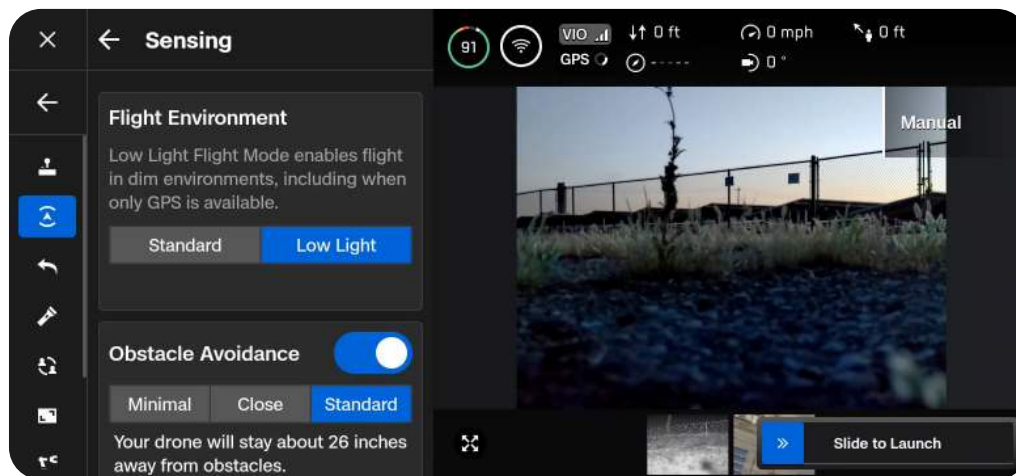 Sensing
Flight Environment
Low Light Flight Mode enables flight
in dim environments, including when
only GPS is available.
Standard Low Light
Obstacle Avoidance
Minimal Close Standard
Your drone will stay about 26 inches
away from obstacles.
91 VIO 0 ft 0 mph 0 ft
GPS ----- 0°
Manual
Slide to Launch